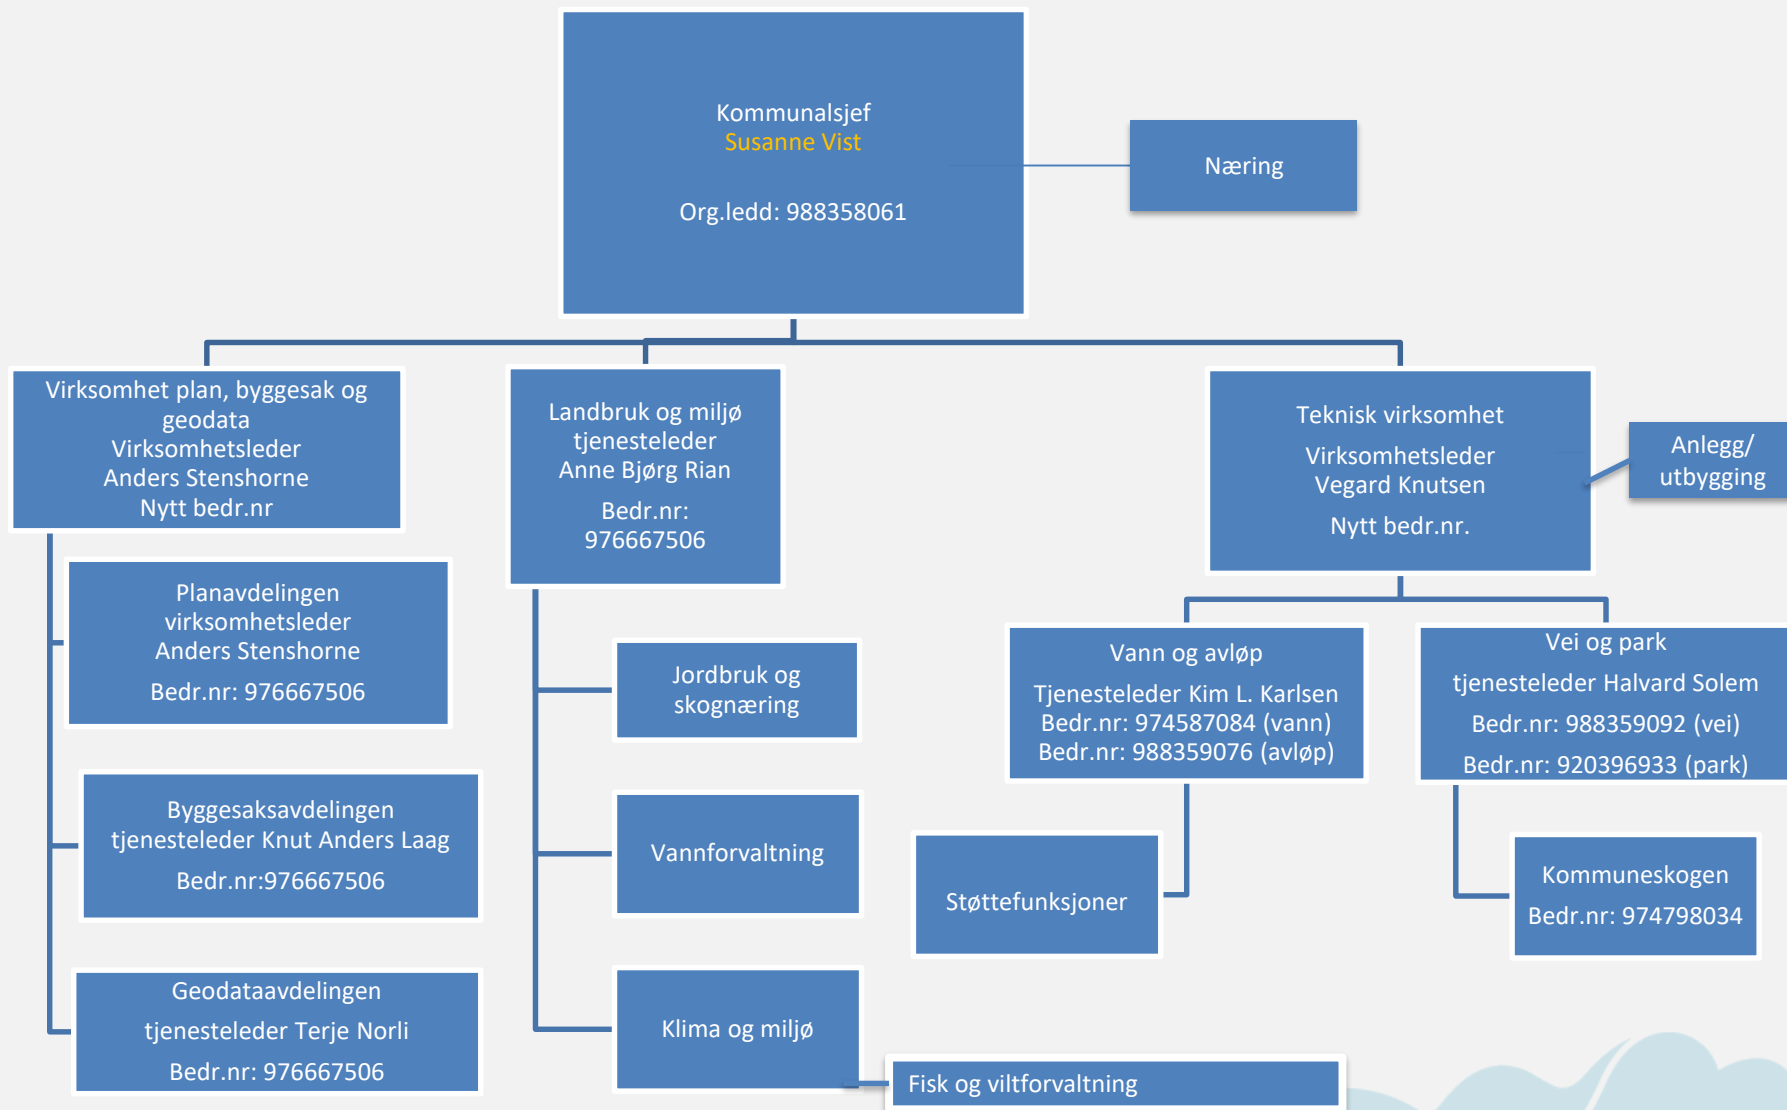 Kommunalsjef
Susanne Vist
Org.ledd: 988358061
Næring
Virksomhet plan, byggesak og
geodata
Virksomhetsleder
Anders Stenshorne
Nytt bedr.nr
Planavdelingen
virksomhetsleder
Anders Stenshorne
Bedr.nr: 976667506
Byggesaksavdelingen
tjenesteleder Knut Anders Laag
Bedr.nr:976667506
Geodataavdelingen
tjenesteleder Terje Norli
Bedr.nr: 976667506
Landbruk og miljø
tjenesteleder
Anne Bjørg Rian
Bedr.nr:
976667506
Jordbruk og
skognæring
Vannforvaltning
Klima og miljø
Fisk og viltforvaltning
Teknisk virksomhet
Virksomhetsleder
Vegard Knutsen
Nytt bedr.nr.
Anlegg/
utbygging
Vann og avløp
Tjenesteleder Kim L. Karlsen
Bedr.nr: 974587084 (vann)
Bedr.nr: 988359076 (avløp)
Støttefunksjoner
Vei og park
tjenesteleder Halvard Solem
Bedr.nr: 988359092 (vei)
Bedr.nr: 920396933 (park)
Kommuneskogen
Bedr.nr: 974798034